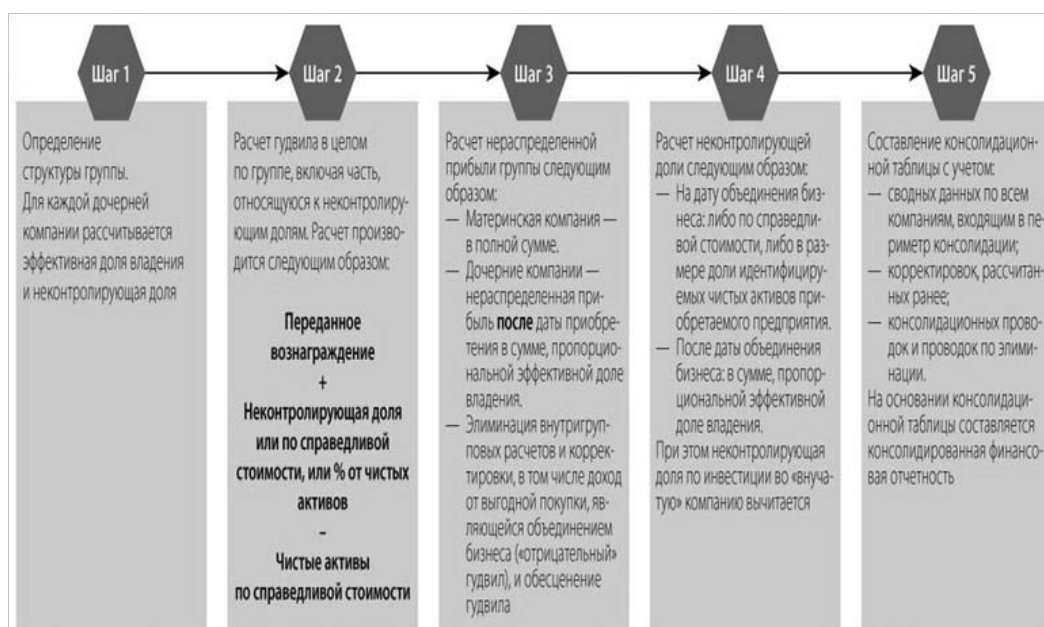 Шаг 1
Шаг 2
Шаг 3
Шаг 4
Шаг 5
Определение
структуры группы.
Для каждой дочерней
компании рассчитывается
эффективная доля владения
и неконтролирующая доля
Расчет гудвила в целом
по группе, включая часть,
относящуюся к неконтролиру-
ющим долям. Расчет произво-
дится следующим образом:
Переданное
вознаграждение
+
Неконтролирующая доля
или по справедливой
стоимости, или % от чистых
активов
–
Чистые активы
по справедливой стоимости
Расчет нераспределенной
прибыли группы следующим
образом:
— Материнская компания —
в полной сумме.
— Дочерние компании —
нераспределенная при-
быль после даты приобре-
тения в сумме, пропорцио-
нальной эффективной доле
владения.
— Элиминация внутригруп-
повых расчетов и коррек-
тировки, в том числе доход
от выгодной покупки, яв-
ляющейся объединением
бизнеса («отрицательный»
гудвил), и обесценение
гудвила
Расчет неконтролирующей
доли следующим образом:
— На дату объединения биз-
неса: либо по справедли-
вой стоимости, либо в раз-
мере доли идентифицируе-
мых чистых активов при-
обретаемого предприятия.
— После даты объединения
бизнеса: в сумме, пропор-
циональной эффективной
доле владения.
При этом неконтролирующая
доля по инвестиции во «внуча-
тую» компанию вычитается
Составление консолидацион-
ной таблицы с учетом:
— сводных данных по всем
компаниям, входящим в пе-
риметр консолидации;
— корректировок, рассчитан-
ных ранее;
— консолидационных прово-
док и проводок по элими-
нации.
На основании консолидаци-
онной таблицы составляется
консолидированная финансо-
вая отчетность